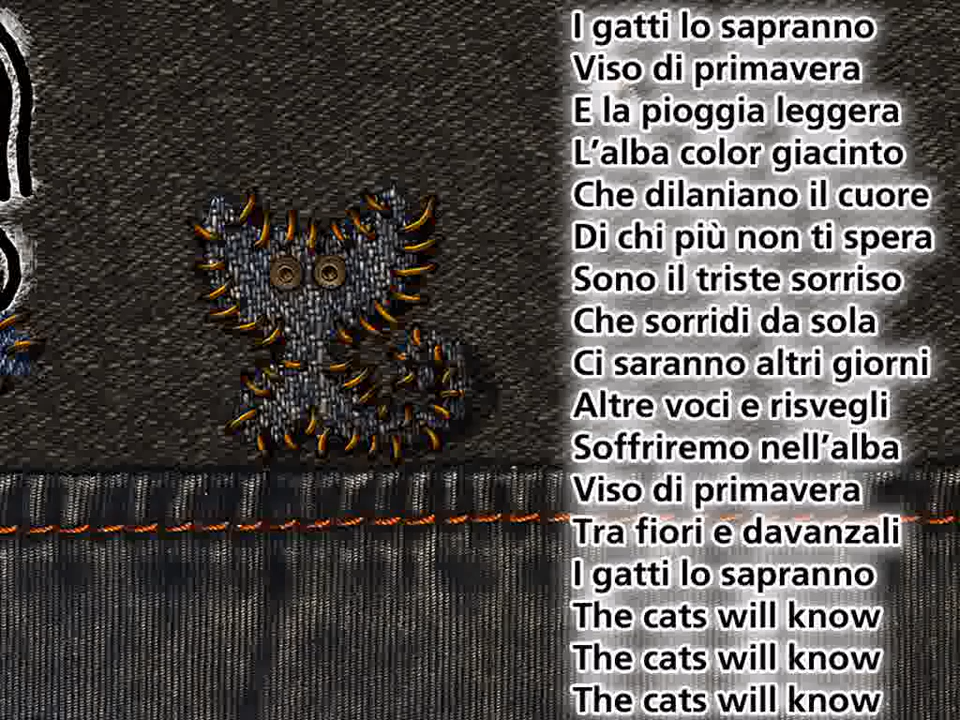 I gatti lo sapranno
Viso di primavera
E la pioggia leggera
L'alba color giacinto
Che dilaniano il cuore
Di chi più non ti spera
Sono il triste sorriso
Che sorridi da sola
Ci saranno altri giorni
Altre voci e risvegli
Soffriremo nell'alba
Viso di primavera
Tra fiori e davanzali
I gatti lo sapranno
The cats will know
The cats will know
The cats will know